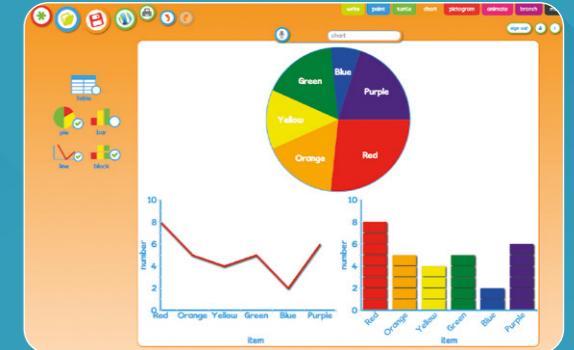 write paint turtle chart pictogram animate branch
sign out
chart
table
pie bar
line block
Blue
Green
Purple
Yellow
Orange
Red
10
8
6
4
2
0
number
Red Orange Yellow Green Blue Purple
item
10
8
6
4
2
0
number
Red Orange Yellow Green Blue Purple
item